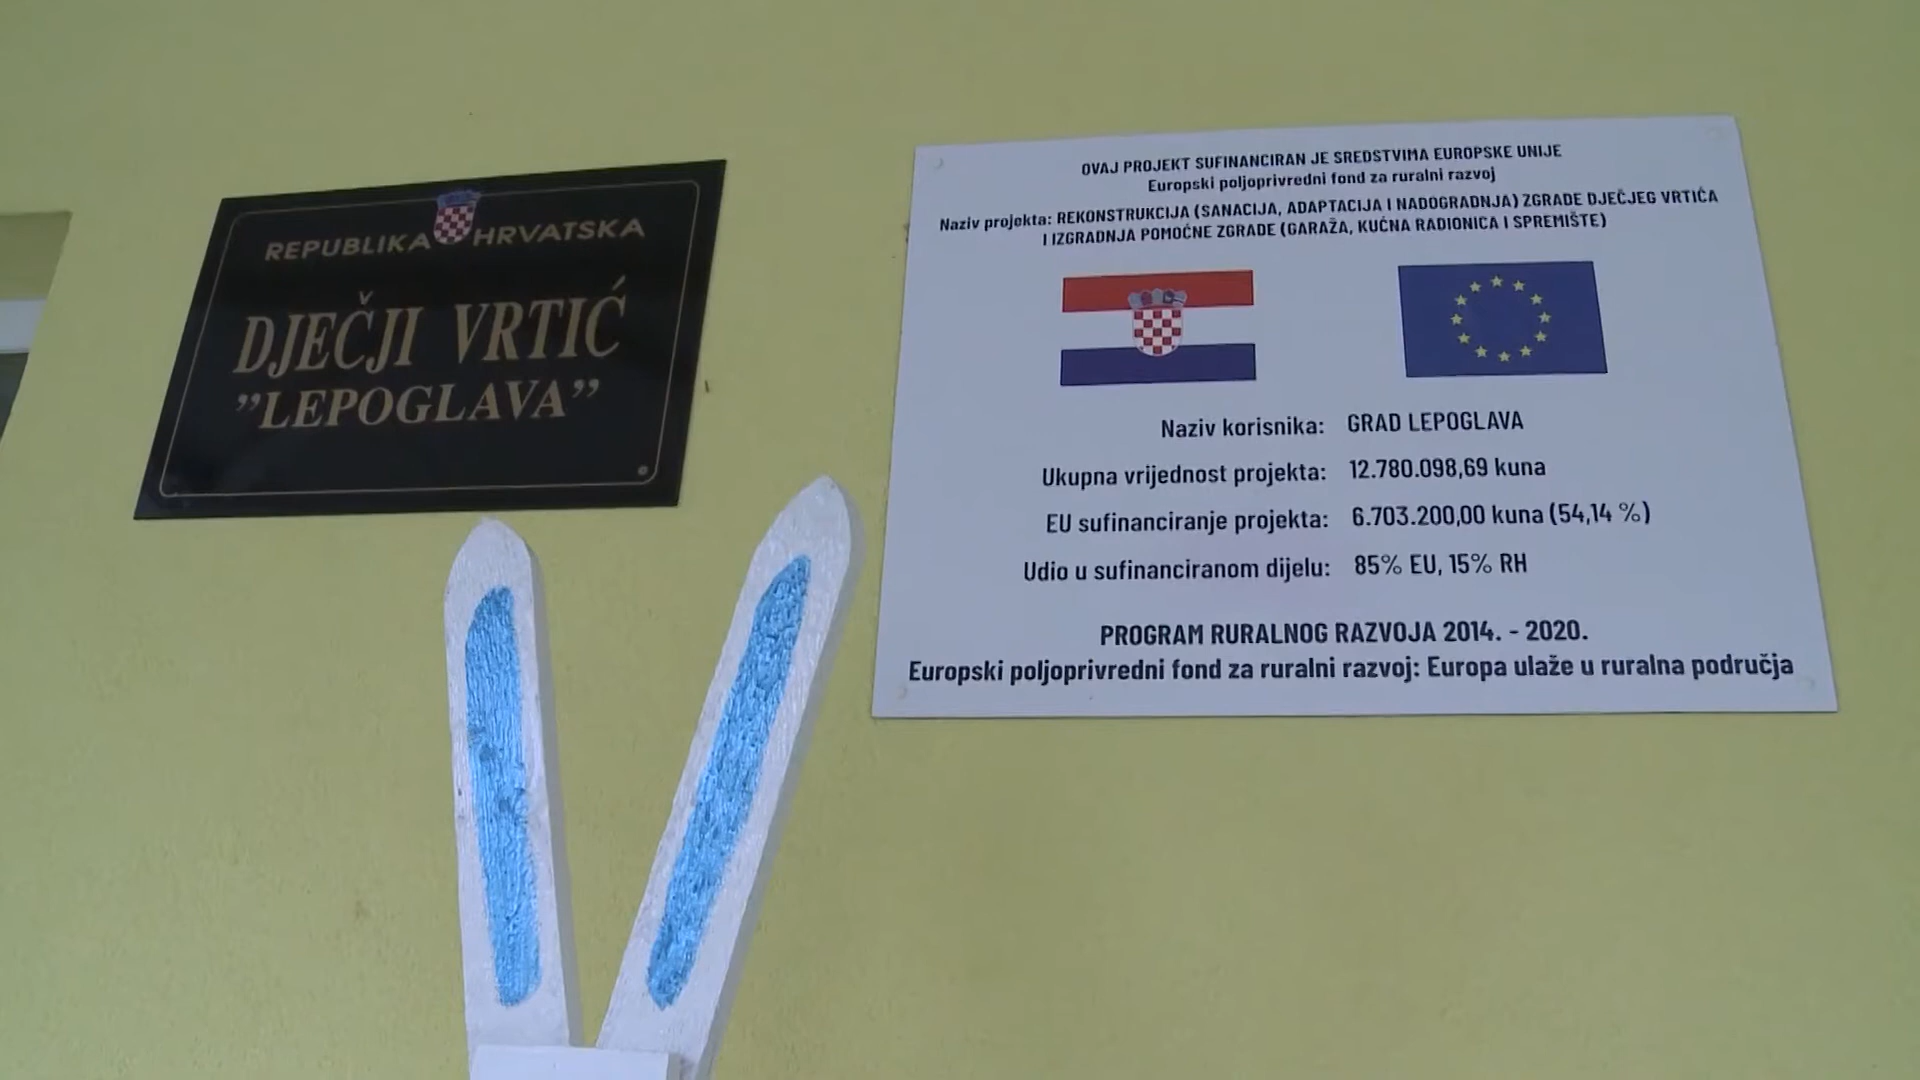 REPUBLIKA HRVATSKA
DJEČJI VRTIĆ
"LEPOGLAVA"
OVAJ PROJEKT SUFINANCIRAN JE SREDSTVIMA EUROPSKE UNIJE
Europski poljoprivredni fond za ruralni razvoj
Naziv projekta: REKONSTRUKCIJA (SANACIJA, ADAPTACIJA I NADOGRADNJA) ZGRADE DJEČJEG VRTIĆA
I IZGRADNJA POMOĆNE ZGRADE (GARAŽA, KUĆNA RADIONICA I SPREMIŠTE)
Naziv korisnika: GRAD LEPOGLAVA
Ukupna vrijednost projekta: 12.780.098,69 kuna
EU sufinanciranje projekta: 6.703.200,00 kuna (54,14 %)
Udio u sufinanciranom dijelu: 85% EU, 15% RH
PROGRAM RURALNOG RAZVOJA 2014. - 2020.
Europski poljoprivredni fond za ruralni razvoj: Europa ulaže u ruralna područja